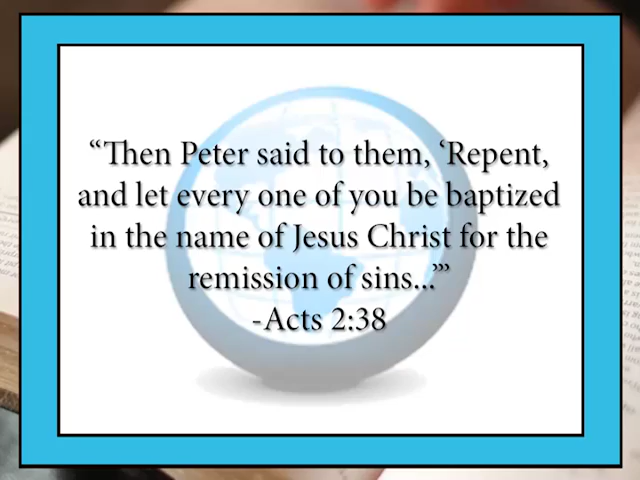 “Then Peter said to them, ‘Repent,
and let every one of you be baptized
in the name of Jesus Christ for the
remission of sins...’”
-Acts 2:38